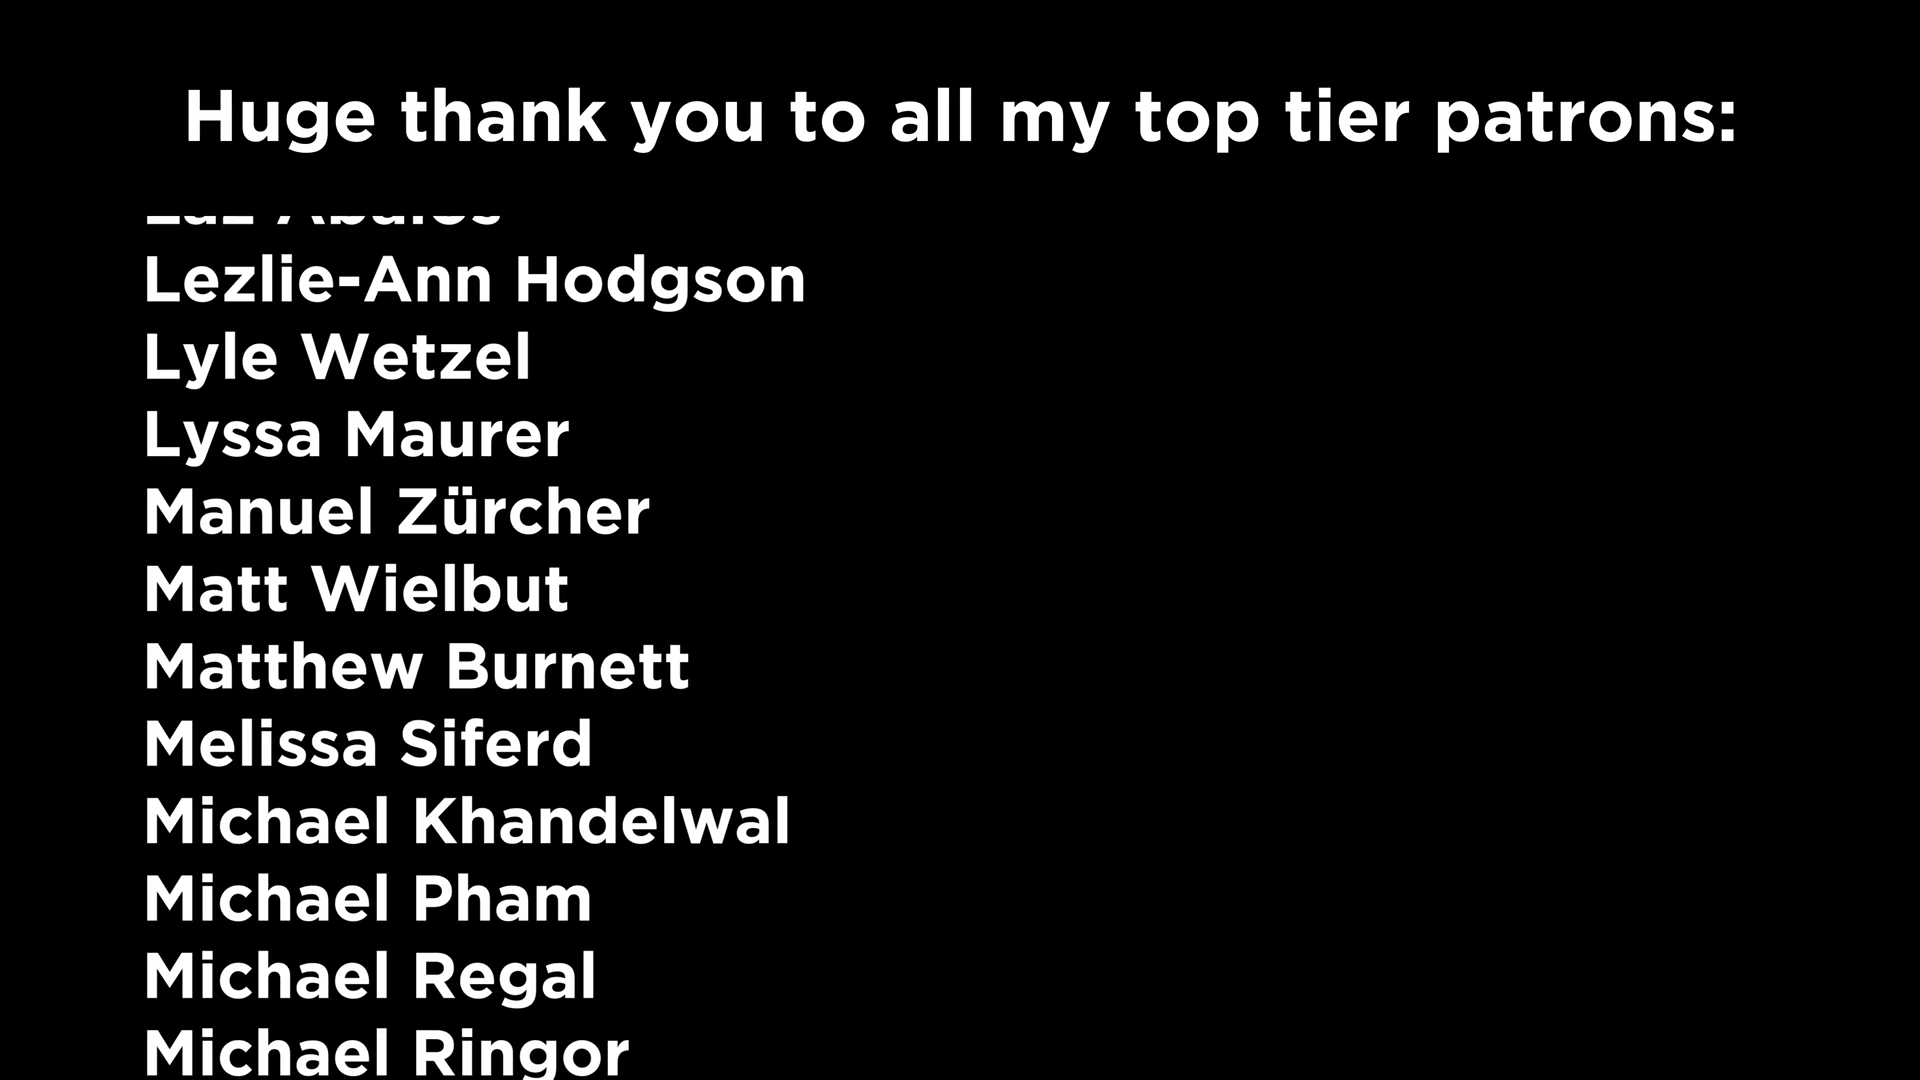 Huge thank you to all my top tier patrons:
Lezlie-Ann Hodgson
Lyle Wetzel
Lyssa Maurer
Manuel Zürcher
Matt Wielbut
Matthew Burnett
Melissa Siferd
Michael Khandelwal
Michael Pham
Michael Regal
Michael Ringor